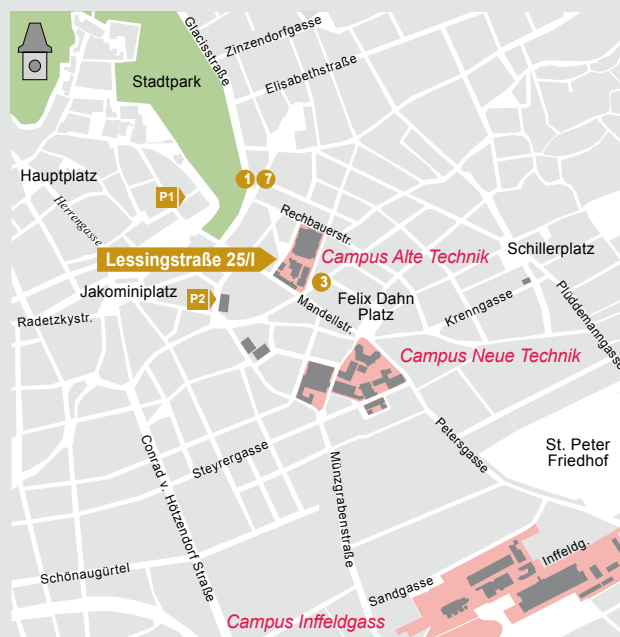 Glacisstraße
Zinzendorfgasse
Elisabethstraße
Stadtpark
Hauptplatz
P1
1
7
Herrengasse
Rechbauerstr.
Lessingstraße 25/I
Campus Alte Technik
Schillerplatz
3
Jakominiplatz
P2
Felix Dahn
Platz
Mandellstr.
Krenngasse
Plüddemanngasse
Radetzkystr.
Campus Neue Technik
Petersgasse
St. Peter
Friedhof
Steyrergasse
Münzgrabenstraße
Conrad v. Hötzendorf Straße
Inffeldg.
Schönaugürtel
Sandgasse
Campus Inffeldgass